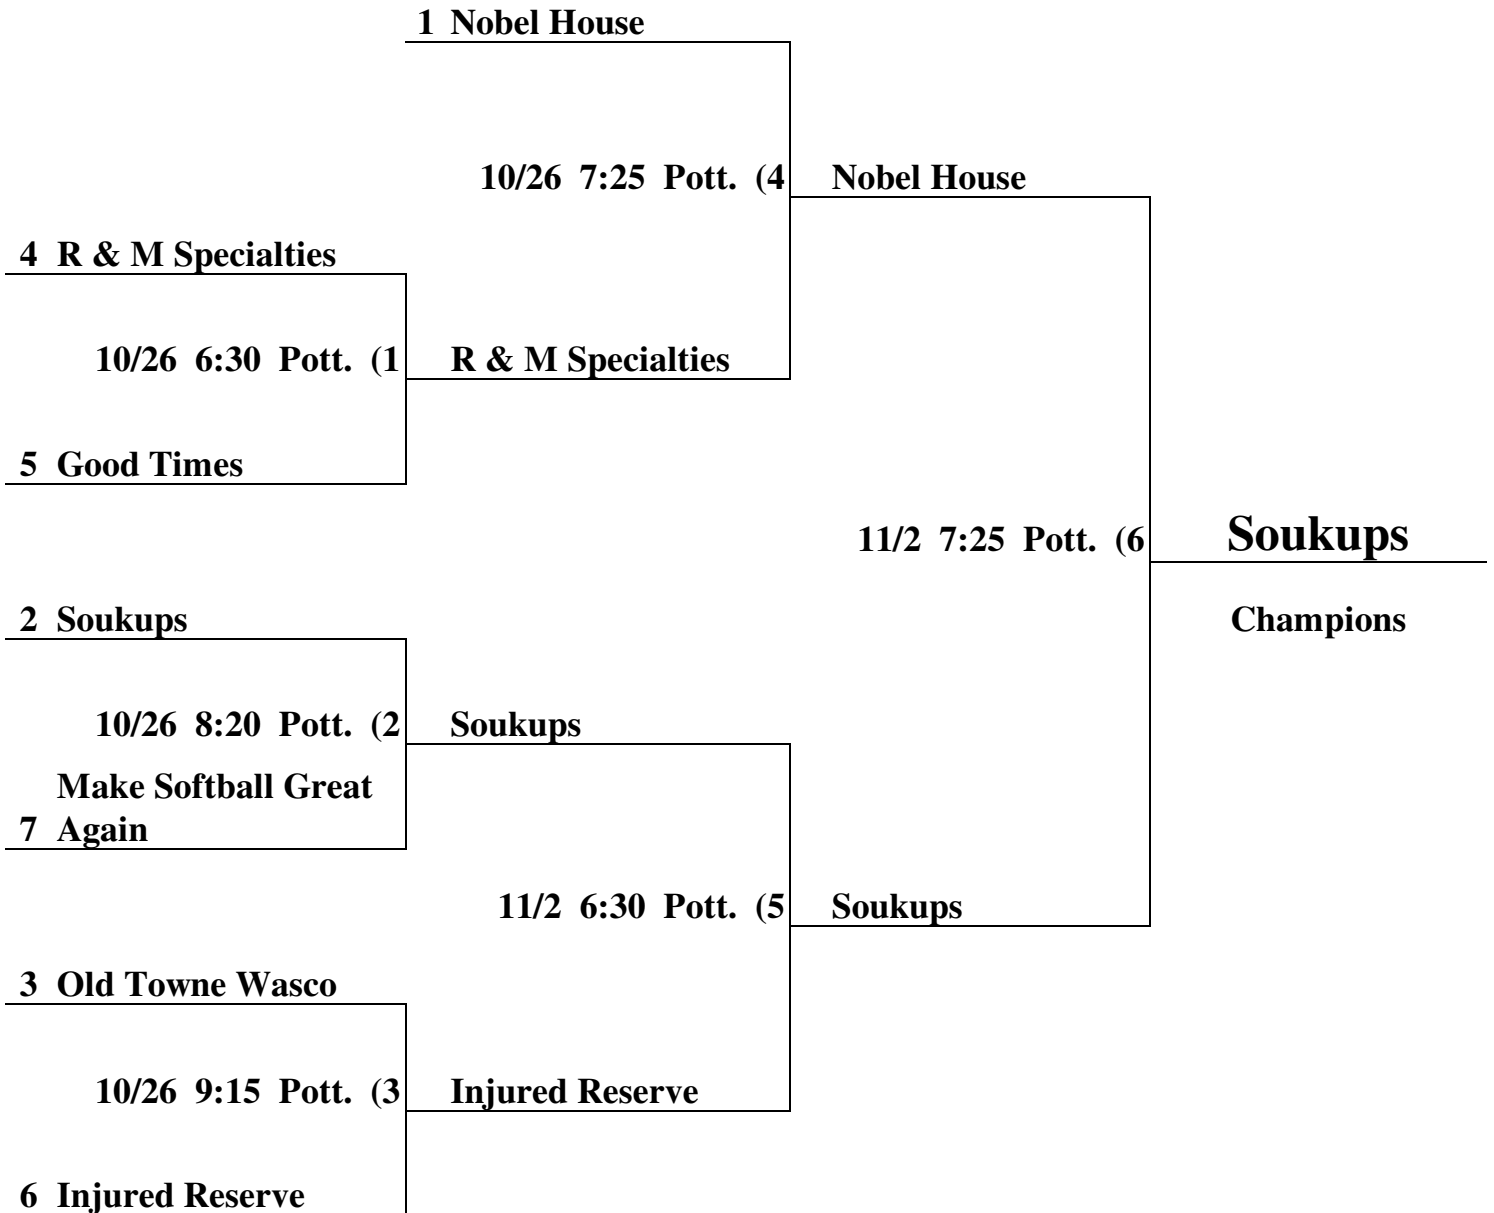 1 Nobel House
10/26 7:25 Pott. (4
Nobel House
4 R & M Specialties
10/26 6:30 Pott. (1
R & M Specialties
5 Good Times
11/2 7:25 Pott. (6
Soukups
2 Soukups
Champions
10/26 8:20 Pott. (2
Soukups
Make Softball Great
7 Again
11/2 6:30 Pott. (5
Soukups
3 Old Towne Wasco
10/26 9:15 Pott. (3
Injured Reserve
6 Injured Reserve